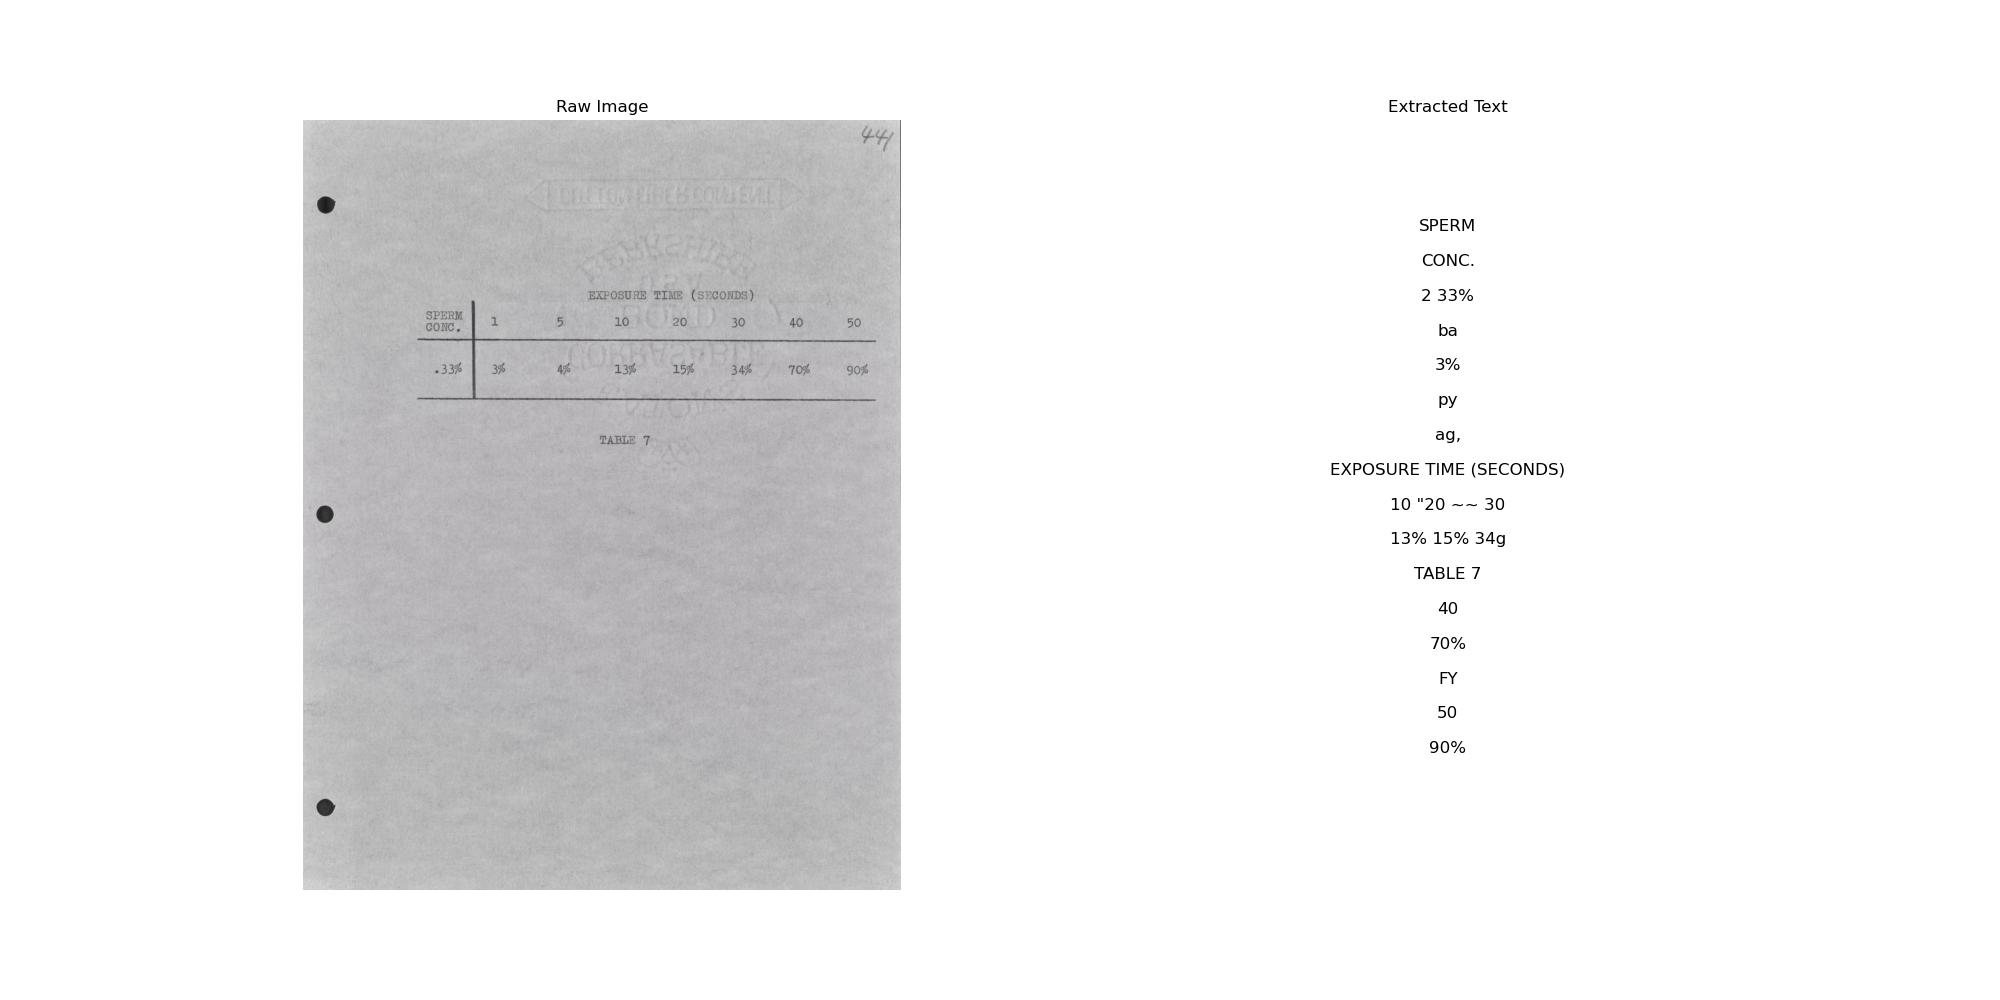 Raw Image
441
EXPOSURE TIME (SECONDS)
SPERM CONC. 1 5 10 20 30 40 50
.33% 3% 4% 13% 15% 34% 70% 90%
TABLE 7
Extracted Text
SPERM
CONC.
2 33%
ba
3%
py
ag,
EXPOSURE TIME (SECONDS)
10 "20 ~~ 30
13% 15% 34g
TABLE 7
40
70%
FY
50
90%